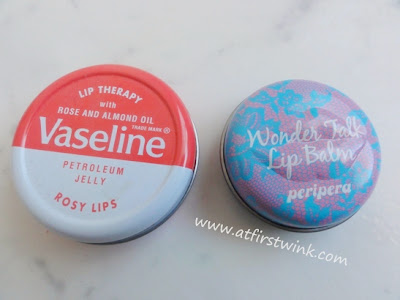 LIP THERAPY
with
ROSE AND ALMOND OIL
TRADE MARK ®
Vaseline
PETROLEUM
JELLY
ROSY LIPS
Wonder Talk
Lip Balm
peripera
www.atfirstwink.com